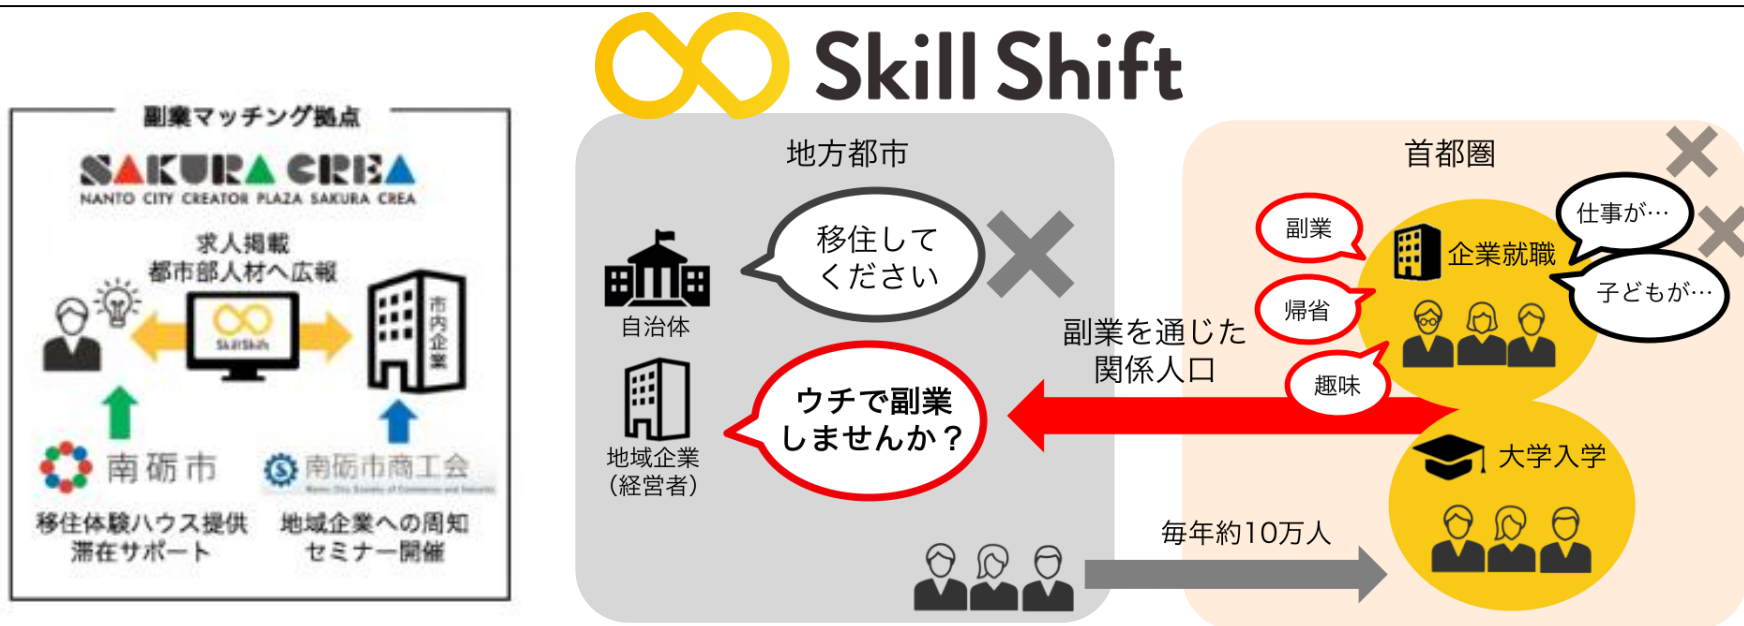 Skill Shift
副業マッチング拠点
SAKURA CREA
NANTO CITY CREATOR PLAZA SAKURA CREA
求人掲載
都市部人材へ広報
SkillShift
市内企業
南砺市
南砺市商工会
移住体験ハウス提供
滞在サポート
地域企業への周知
セミナー開催
地方都市
移住して
ください
自治体
ウチで副業
しませんか？
地域企業
（経営者）
副業を通じた
関係人口
毎年約10万人
首都圏
副業
帰省
趣味
企業就職
仕事が…
子どもが…
大学入学